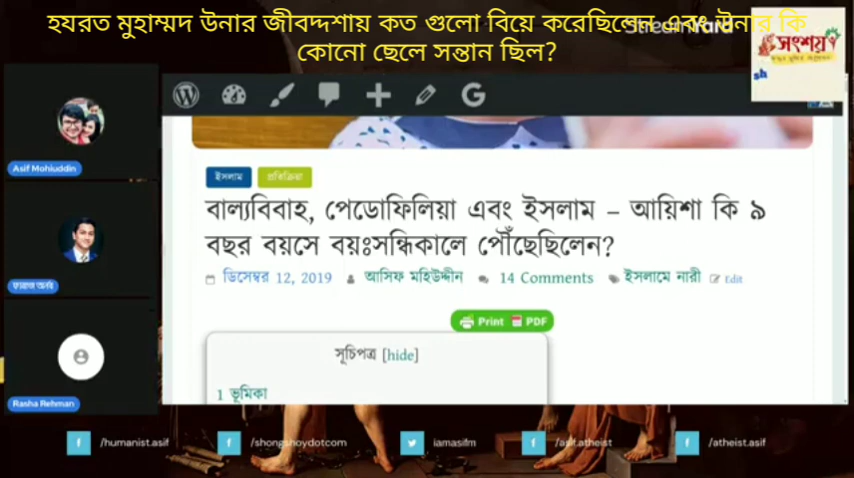 হযরত মুহাম্মদ উনার জীবদ্দশায় কত গুলো বিয়ে করেছিলেন এবং উনার কি
কোনো ছেলে সন্তান ছিল?
StreamYard
সংশয়
Asif Mohiuddin
Rasha Rehman
ইসলাম
প্রতিক্রিয়া
বাল্যবিবাহ, পেডোফিলিয়া এবং ইসলাম – আয়িশা কি ৯
বছর বয়সে বয়ঃসন্ধিকালে পৌঁছেছিলেন?
ডিসেম্বর 12, 2019 আসিফ মহিউদ্দীন 14 Comments ইসলামে নারী Edit
Print PDF
সূচিপত্র [hide]
1 ভূমিকা
/humanist.asif /shongshoydotcom iamasifm /asif.atheist /atheist.asif